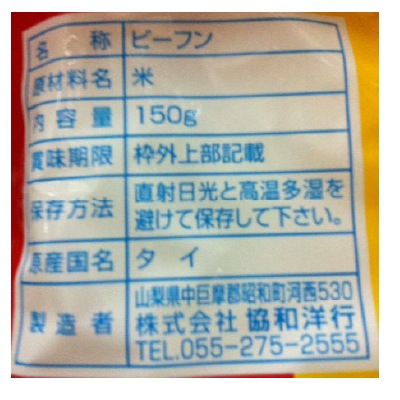 名称 ビーフン
原材料名 米
内容量 150g
賞味期限 枠外上部記載
保存方法 直射日光と高温多湿を
避けて保存して下さい。
原産国名 タイ
製造者 山梨県中巨摩郡昭和町河西530
株式会社 協和洋行
TEL.055-275-2555